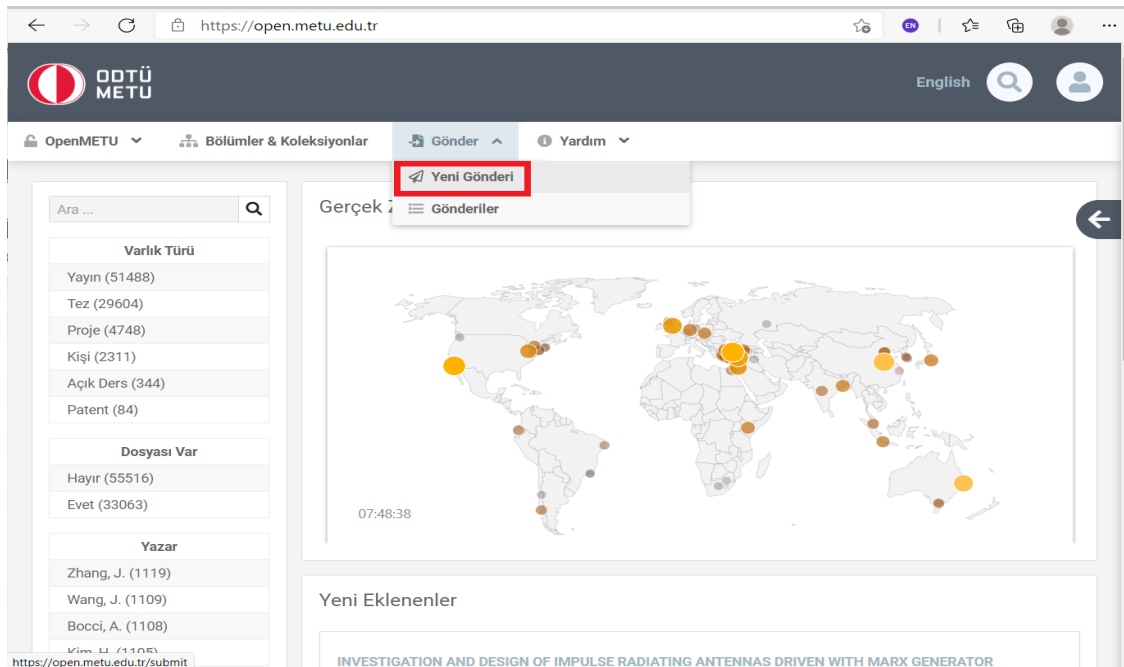 https://open.metu.edu.tr
EN
ODTÜ
METU
English
OpenMETU
Bölümler & Koleksiyonlar
Gönder
Yardım
Yeni Gönderi
Gönderiler
Ara ...
Varlık Türü
Yayın (51488)
Tez (29604)
Proje (4748)
Kişi (2311)
Açık Ders (344)
Patent (84)
Dosyası Var
Hayır (55516)
Evet (33063)
Yazar
Zhang, J. (1119)
Wang, J. (1109)
Bocci, A. (1108)
Kim, H. (1105)
https://open.metu.edu.tr/submit
Gerçek
07:48:38
Yeni Eklenenler
INVESTIGATION AND DESIGN OF IMPULSE RADIATING ANTENNAS DRIVEN WITH MARX GENERATOR